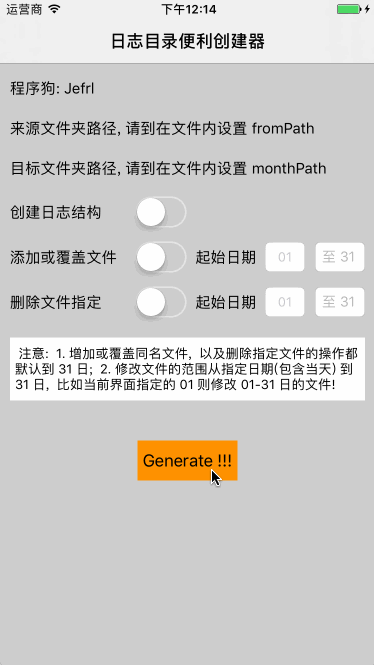 运营商 下午12:14
日志目录便利创建器
程序狗: Jefrl
来源文件夹路径, 请到在文件内设置 fromPath
目标文件夹路径, 请到在文件内设置 monthPath
创建日志结构
添加或覆盖文件 起始日期 01 至 31
删除文件指定 起始日期 01 至 31
注意: 1. 增加或覆盖同名文件, 以及删除指定文件的操作都
默认到 31 日; 2. 修改文件的范围从指定日期(包含当天) 到
31 日, 比如当前界面指定的 01 则修改 01-31 日的文件!
Generate !!!